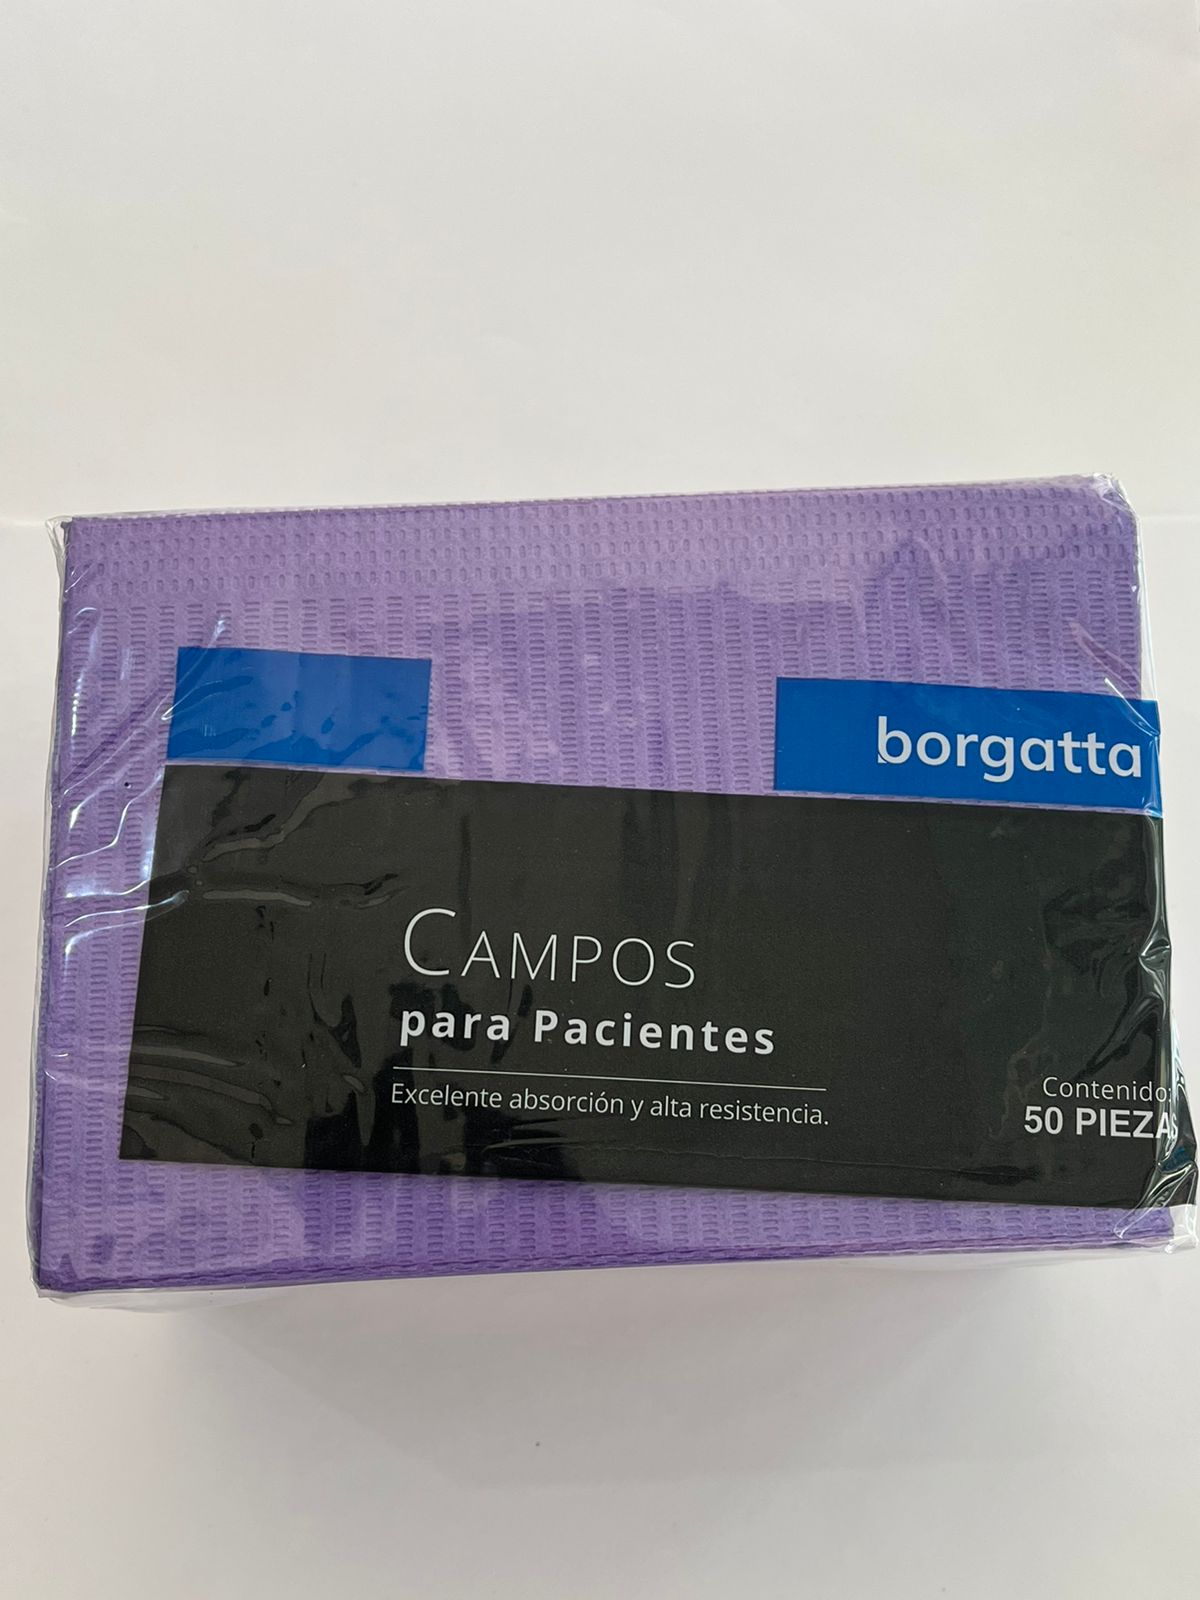 borgatta
CAMPOS
para Pacientes
Excelente absorción y alta resistencia.
Contenido:
50 PIEZAS